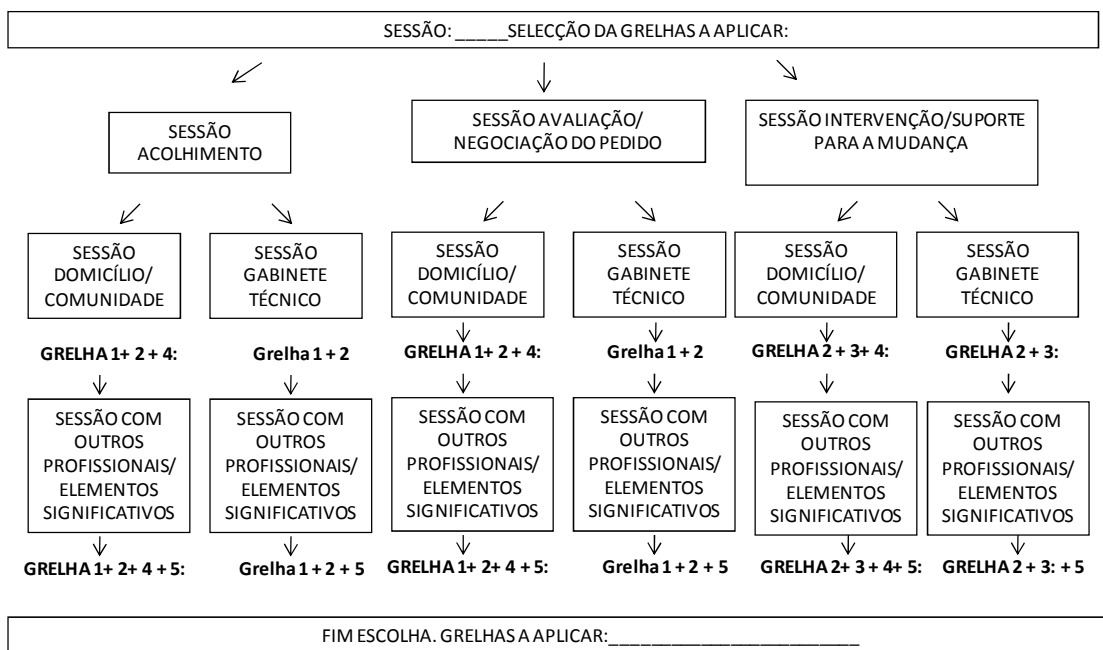 SESSÃO: _____SELECÇÃO DA GRELHAS A APLICAR:
SESSÃO
ACOLHIMENTO
SESSÃO AVALIAÇÃO/
NEGOCIAÇÃO DO PEDIDO
SESSÃO INTERVENÇÃO/SUPORTE
PARA A MUDANÇA
SESSÃO
DOMICÍLIO/
COMUNIDADE
SESSÃO
GABINETE
TÉCNICO
SESSÃO
DOMICÍLIO/
COMUNIDADE
SESSÃO
GABINETE
TÉCNICO
SESSÃO
DOMICÍLIO/
COMUNIDADE
SESSÃO
GABINETE
TÉCNICO
GRELHA 1+ 2 + 4:
Grelha 1 + 2
GRELHA 1+ 2 + 4:
Grelha 1 + 2
GRELHA 2 + 3+ 4:
GRELHA 2 + 3:
SESSÃO COM
OUTROS
PROFISSIONAIS/
ELEMENTOS
SIGNIFICATIVOS
SESSÃO COM
OUTROS
PROFISSIONAIS/
ELEMENTOS
SIGNIFICATIVOS
SESSÃO COM
OUTROS
PROFISSIONAIS/
ELEMENTOS
SIGNIFICATIVOS
SESSÃO COM
OUTROS
PROFISSIONAIS/
ELEMENTOS
SIGNIFICATIVOS
SESSÃO COM
OUTROS
PROFISSIONAIS/
ELEMENTOS
SIGNIFICATIVOS
SESSÃO COM
OUTROS
PROFISSIONAIS/
ELEMENTOS
SIGNIFICATIVOS
GRELHA 1+ 2+ 4 + 5:
Grelha 1 + 2 + 5
GRELHA 1+ 2+ 4 + 5:
Grelha 1 + 2 + 5
GRELHA 2+ 3 + 4+ 5:
GRELHA 2 + 3: + 5
FIM ESCOLHA. GRELHAS A APLICAR:________________________